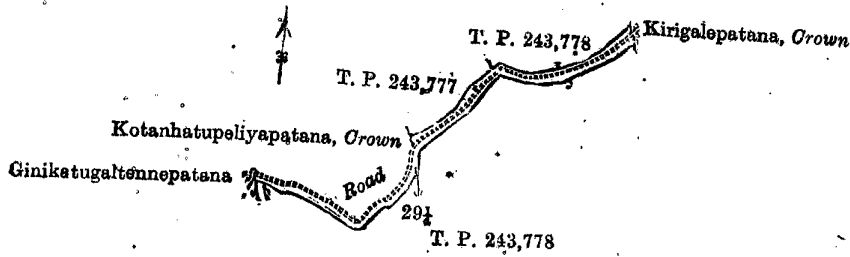 T. P. 243,778
Kirigalepatana, Crown
T. P. 243,777
Kotanhatupeliyapatana, Crown
Ginikatugaltennepatana
Road
29¼
T. P. 243,778